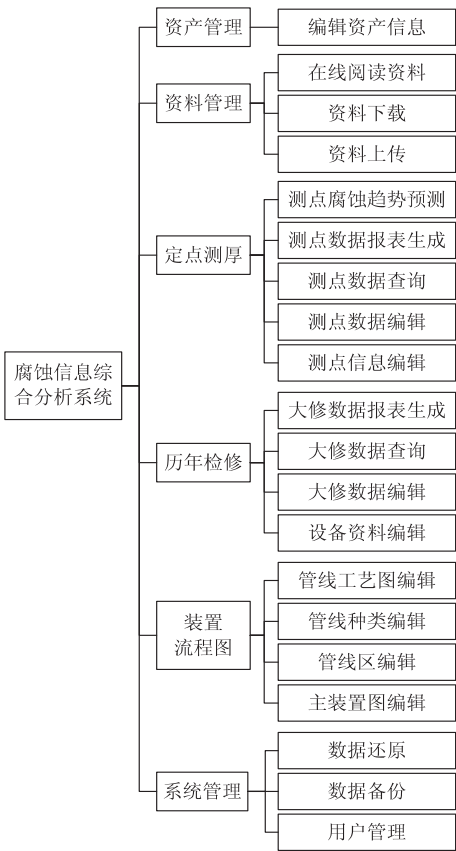 腐蚀信息综
合分析系统
资产管理
编辑资产信息
资料管理
在线阅读资料
资料下载
资料上传
定点测厚
测点腐蚀趋势预测
测点数据报表生成
测点数据查询
测点数据编辑
测点信息编辑
历年检修
大修数据报表生成
大修数据查询
大修数据编辑
设备资料编辑
装置
流程图
管线工艺图编辑
管线种类编辑
管线区编辑
主装置图编辑
系统管理
数据还原
数据备份
用户管理